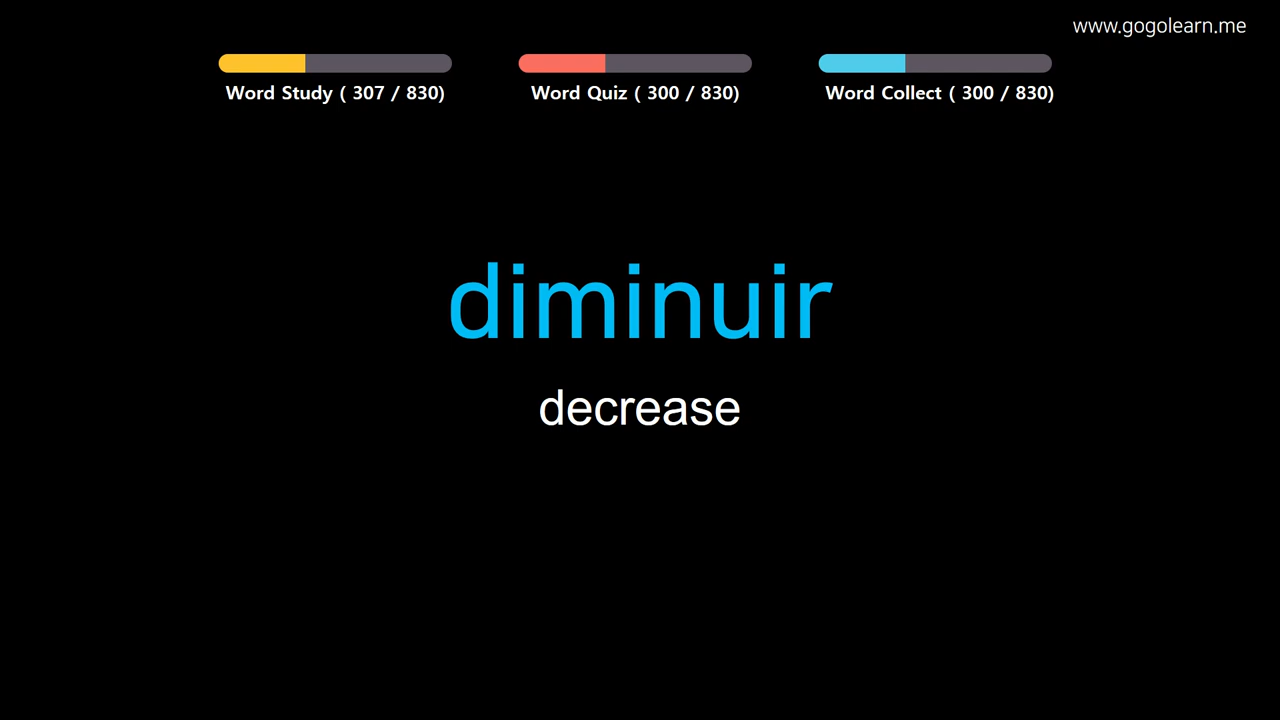 www.gogolearn.me
Word Study ( 307 / 830)
Word Quiz ( 300 / 830)
Word Collect ( 300 / 830)
diminuir
decrease